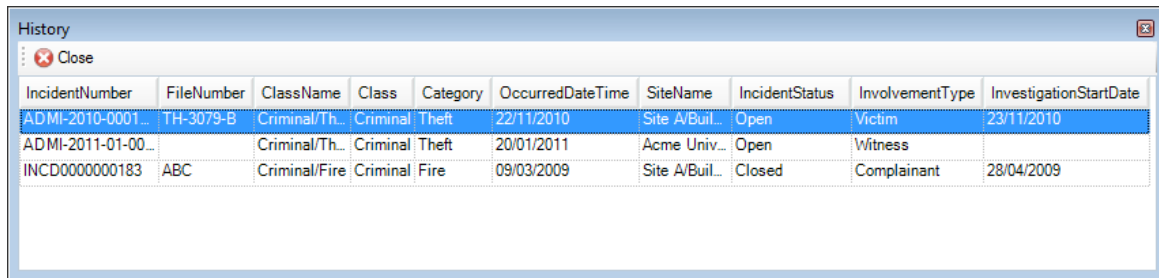 History
Close
IncidentNumber FileNumber ClassName Class Category OccurredDateTime SiteName IncidentStatus InvolvementType InvestigationStartDate
ADMI-2010-0001... TH-3079-B Criminal/Th... Criminal Theft 22/11/2010 Site A/Buil... Open Victim 23/11/2010
ADMI-2011-01-00... Criminal/Th... Criminal Theft 20/01/2011 Acme Univ... Open Witness
INCD0000000183 ABC Criminal/Fire Criminal Fire 09/03/2009 Site A/Buil... Closed Complainant 28/04/2009